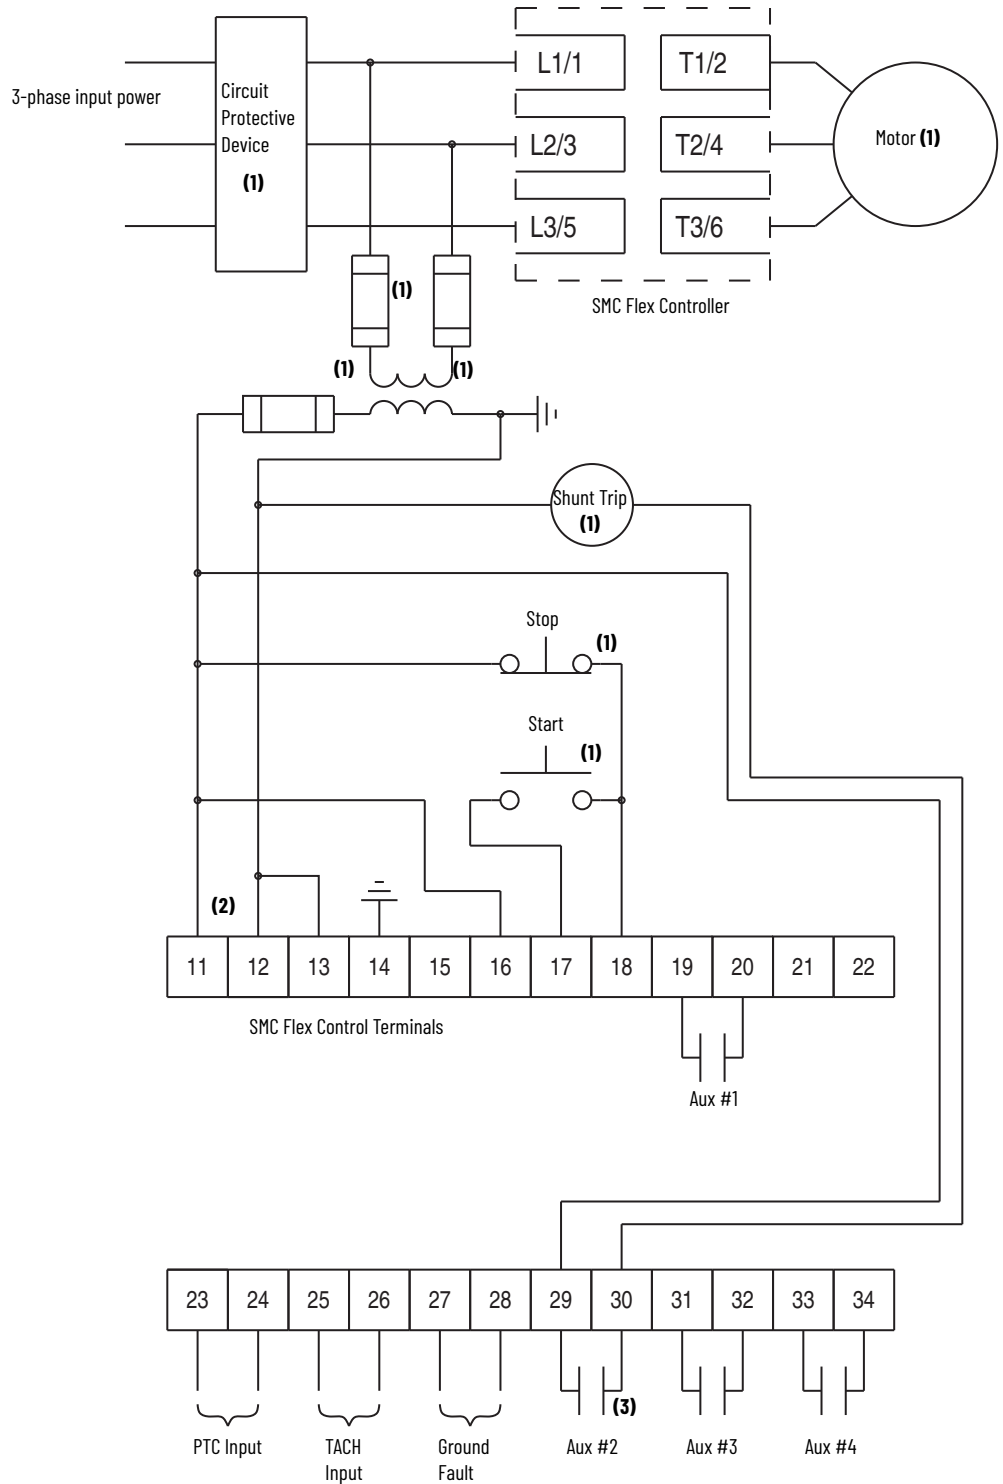 3-phase input power
Circuit
Protective
Device
(1)
L1/1
T1/2
L2/3
T2/4
L3/5
T3/6
Motor (1)
SMC Flex Controller
(1)
(1)
(1)
Shunt Trip
(1)
Stop
(1)
Start
(1)
(2)
11 12 13 14 15 16 17 18 19 20 21 22
SMC Flex Control Terminals
Aux #1
23 24 25 26 27 28 29 30 31 32 33 34
(3)
PTC Input
TACH
Input
Ground
Fault
Aux #2
Aux #3
Aux #4